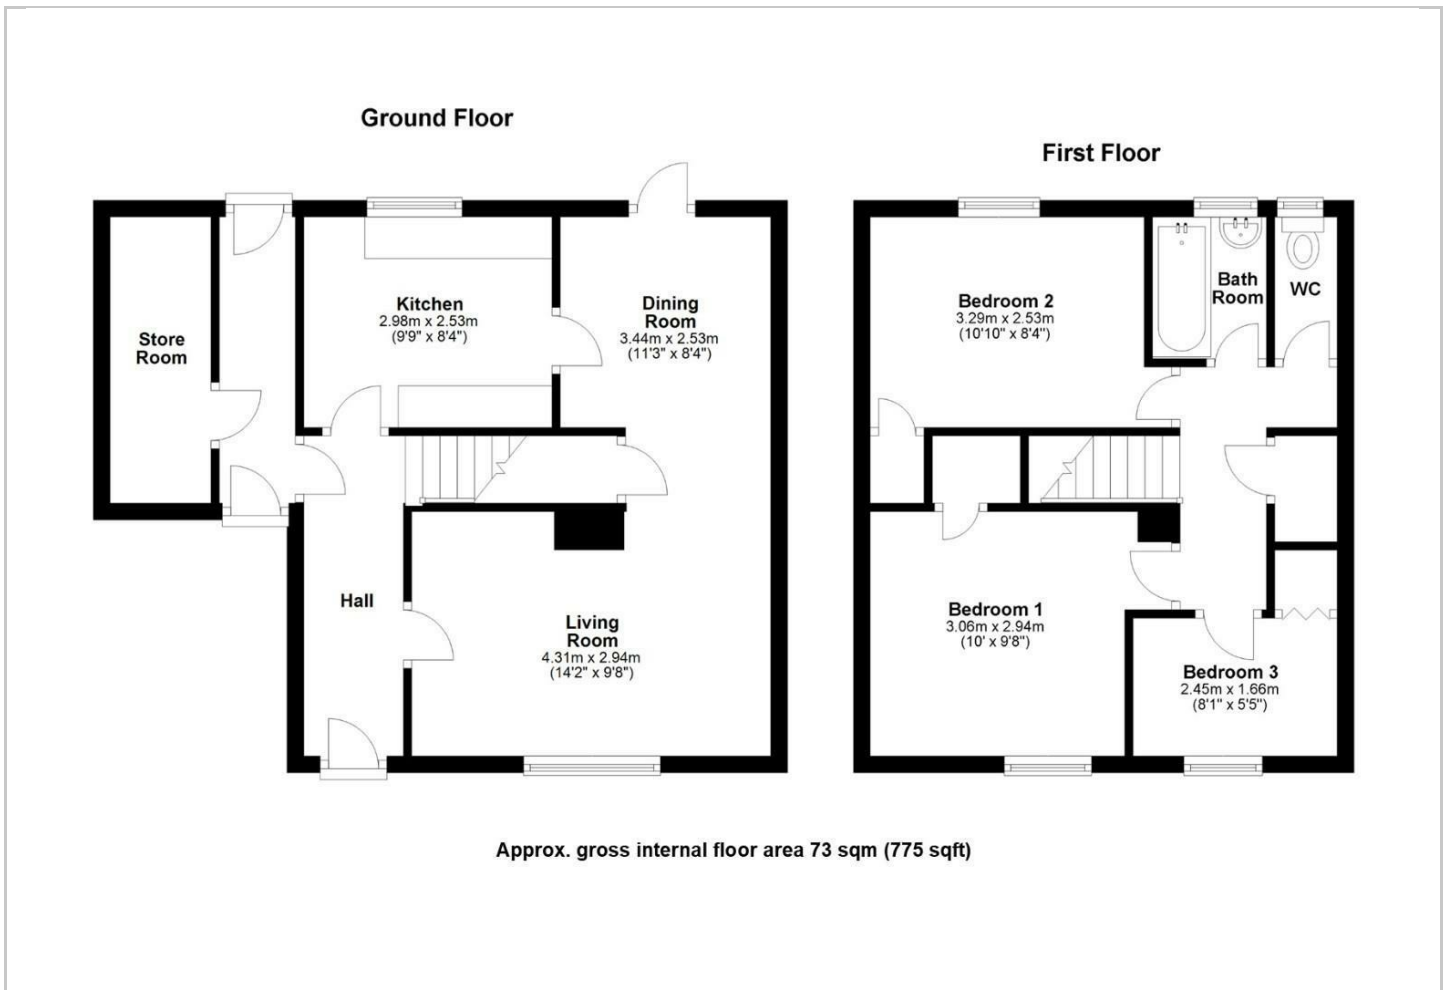 Ground Floor
First Floor
Store
Room
Kitchen
2.98m x 2.53m
(9'9" x 8'4")
Dining
Room
3.44m x 2.53m
(11'3" x 8'4")
Hall
Living
Room
4.31m x 2.94m
(14'2" x 9'8")
Bedroom 2
3.29m x 2.53m
(10'10" x 8'4")
Bath
Room
WC
Bedroom 1
3.06m x 2.94m
(10' x 9'8")
Bedroom 3
2.45m x 1.66m
(8'1" x 5'5")
Approx. gross internal floor area 73 sqm (775 sqft)